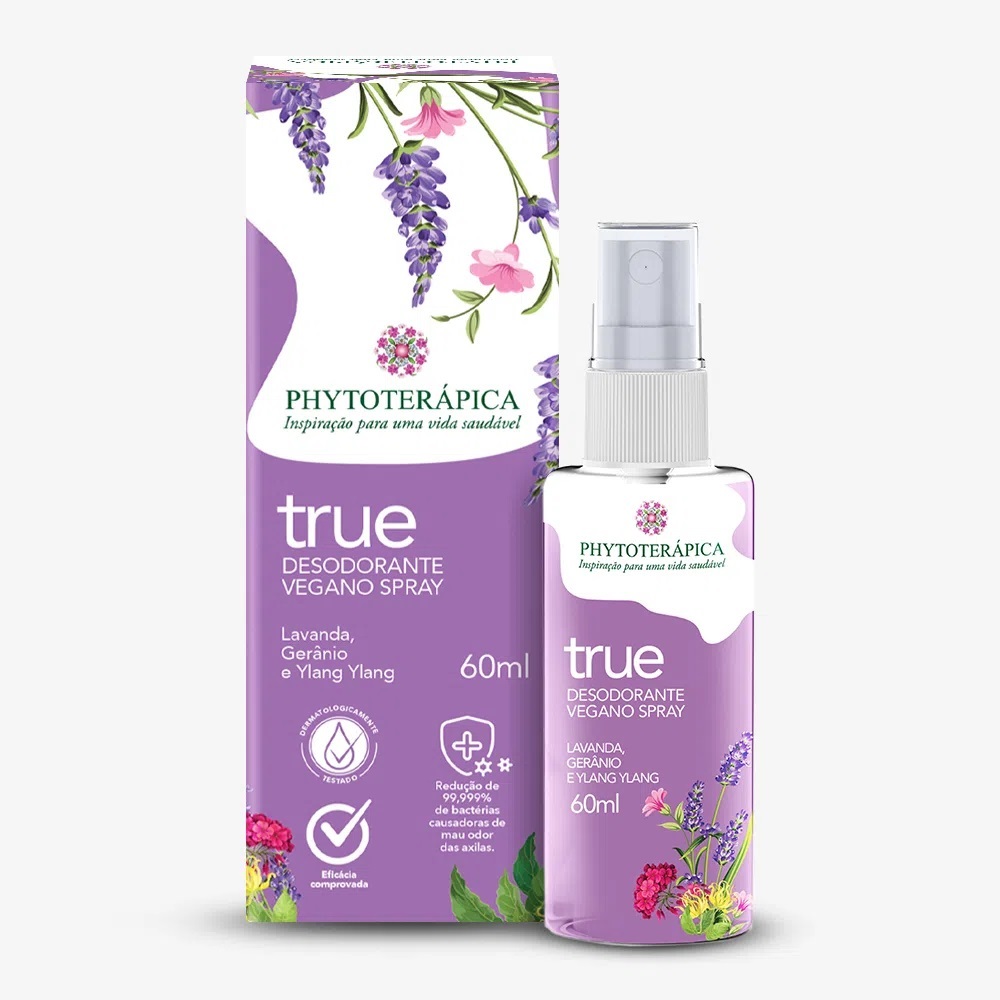 PHYTOTERÁPICA
Inspiração para uma vida saudável
true
DESODORANTE
VEGANO SPRAY
Lavanda,
Gerânio
e Ylang Ylang
60ml
DERMATOLOGICAMENTE
TESTADO
Eficácia
comprovada
Redução de
99,999%
de bactérias
causadoras de
mau odor
das axilas.
PHYTOTERÁPICA
Inspiração para uma vida saudável
true
DESODORANTE
VEGANO SPRAY
LAVANDA,
GERÂNIO
E YLANG YLANG
60ml